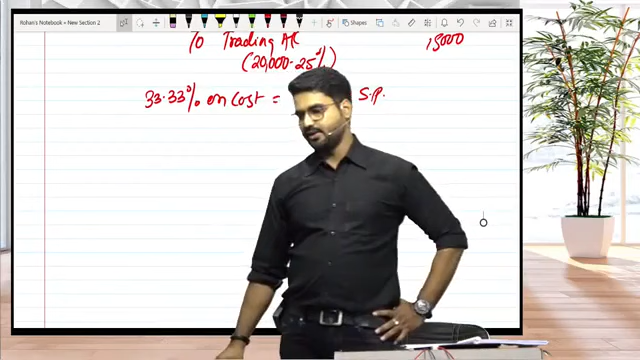 Rohan's Notebook » New Section 2
Shapes
To Trading A/c 15000
(20,000-25%)
33.33% on cost = S.P.